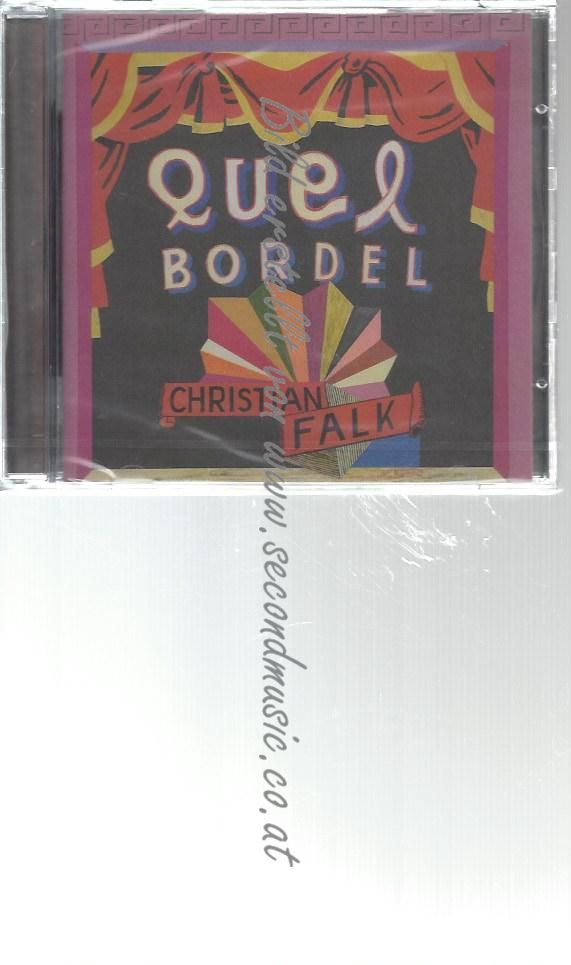 Quel
BORDEL
CHRISTIAN
FALK
Bild erstellt von www.secondmusic.co.at